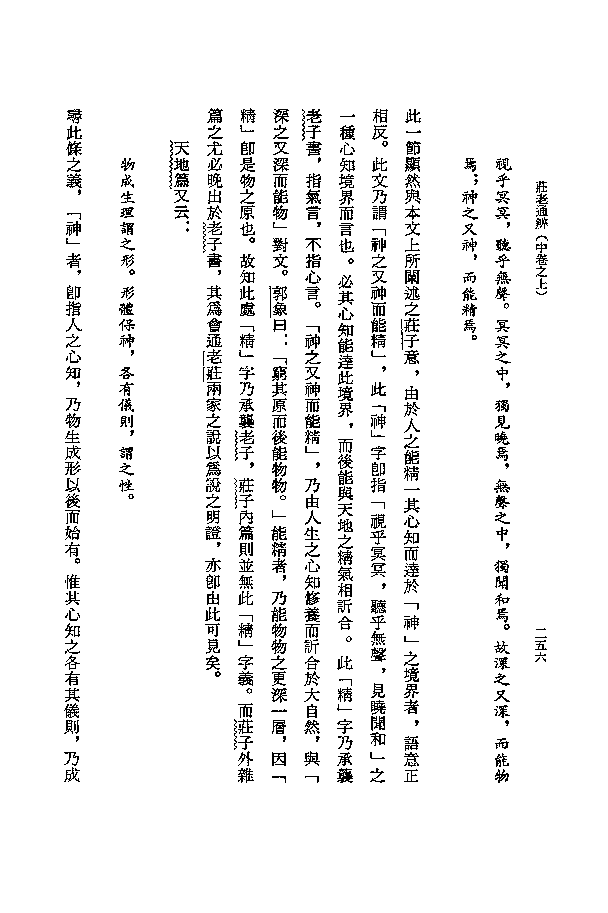 莊老通辨（中卷之上）
二五六
視乎冥冥，聽乎無聲。冥冥之中，獨見曉焉，無聲之中，獨聞和焉。故深之又深，而能物
焉；神之又神，而能精焉。
此一節顯然與本文上所闡述之莊子意，由於人之能精一其心知而達於「神」之境界者，語意正
相反。此文乃謂「神之又神而能精」，此「神」字卽指「視乎冥冥，聽乎無聲，見曉聞和」之
一種心知境界而言也。必其心知能達此境界，而後能與天地之精氣相訢合。此「精」字乃承襲
老子書，指氣言，不指心言。「神之又神而能精」，乃由人生之心知修養而訢合於大自然，與「
深之又深而能物」對文。郭象曰：「窮其原而後能物物。」能精者，乃能物物之更深一層，因「
精」卽是物之原也。故知此處「精」字乃承襲老子，莊子內篇則並無此「精」字義。而莊子外雜
篇之尤必晚出於老子書，其爲會通老莊兩家之說以爲說之明證，亦卽由此可見矣。
天地篇又云：
物成生理謂之形。形體保神，各有儀則，謂之性。
尋此條之義，「神」者，卽指人之心知，乃物生成形以後而始有。惟其心知之各有其儀則，乃成